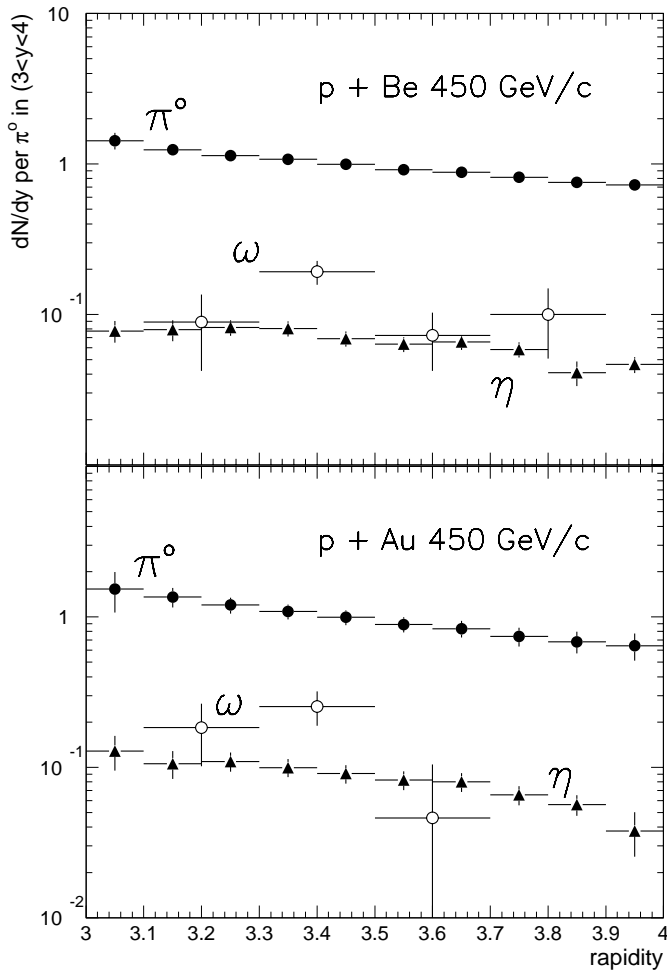 dN/dy per π° in (3<y<4)
10
p + Be 450 GeV/c
π°
1
ω
10⁻¹
η
p + Au 450 GeV/c
π°
1
ω
10⁻¹
η
10⁻²
3 3.1 3.2 3.3 3.4 3.5 3.6 3.7 3.8 3.9 4
rapidity